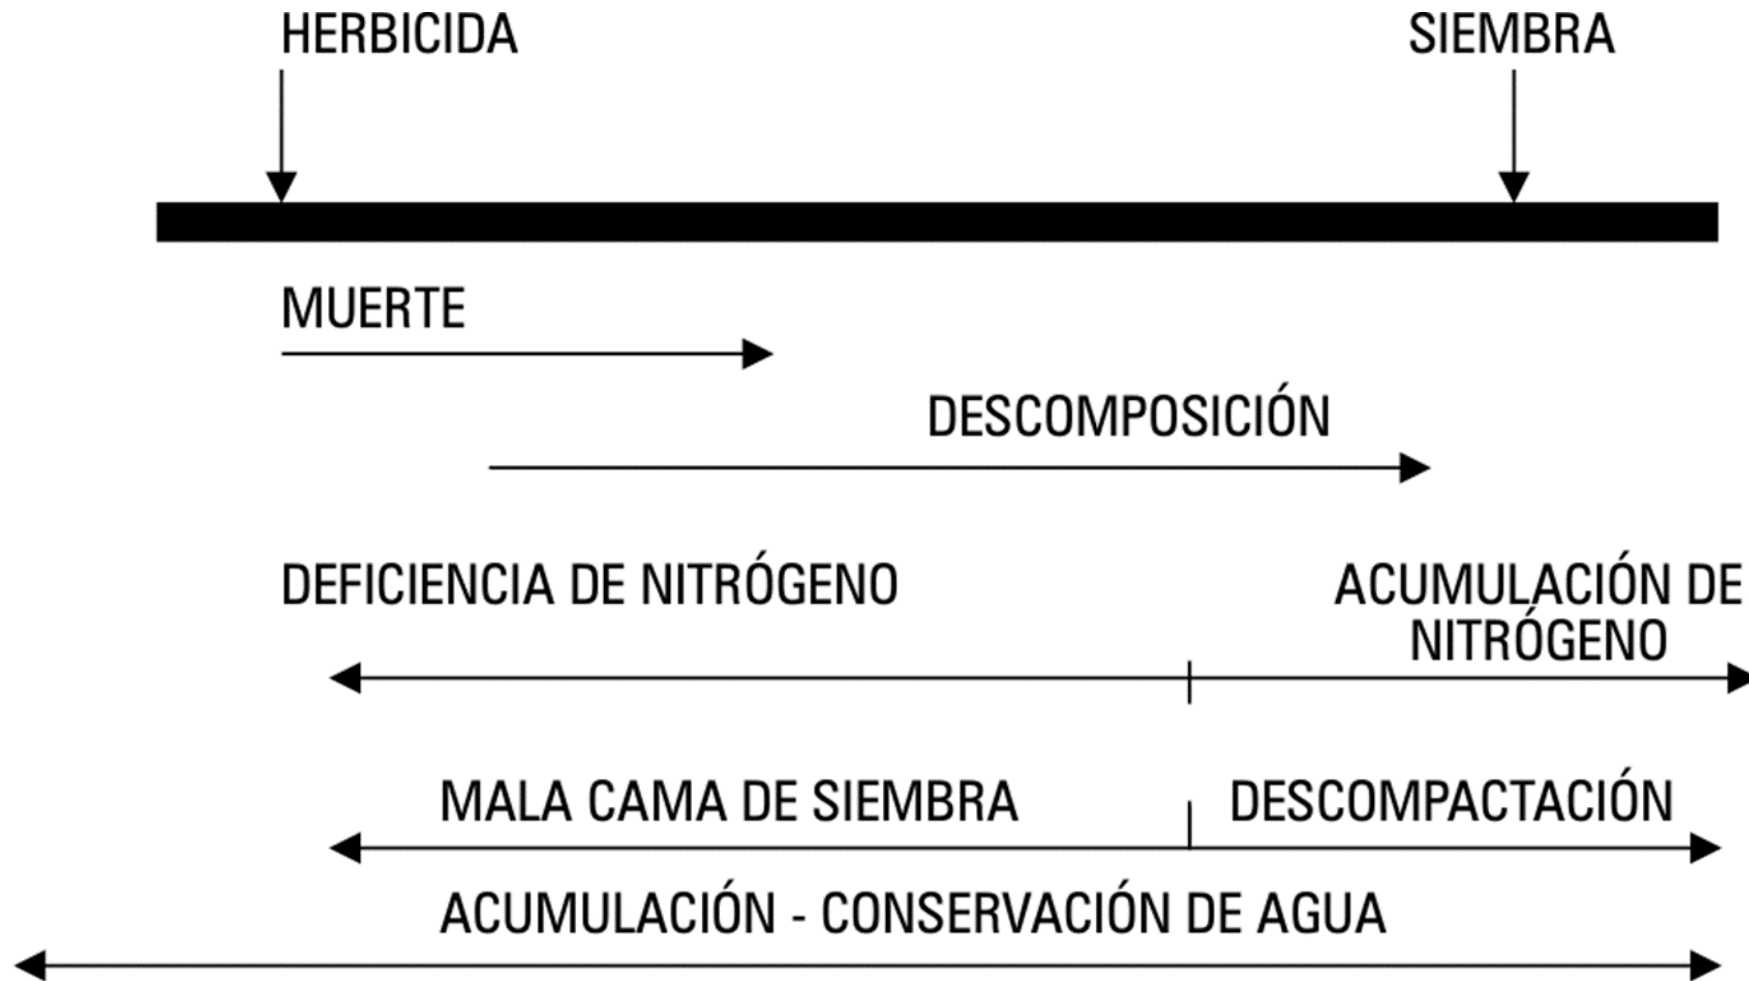 HERBICIDA
SIEMBRA
MUERTE
DESCOMPOSICIÓN
DEFICIENCIA DE NITRÓGENO
ACUMULACIÓN DE
NITRÓGENO
MALA CAMA DE SIEMBRA
DESCOMPACTACIÓN
ACUMULACIÓN - CONSERVACIÓN DE AGUA